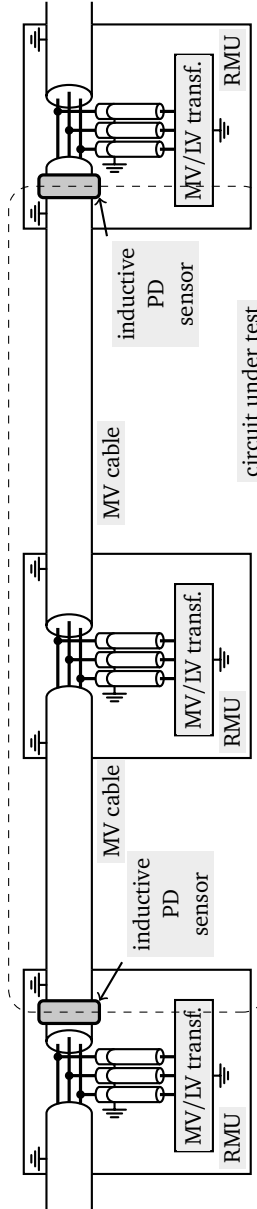 MV cable
MV cable
inductive
PD
sensor
inductive
PD
sensor
MV/LV transf.
RMU
MV/LV transf.
RMU
MV/LV transf.
RMU
circuit under test